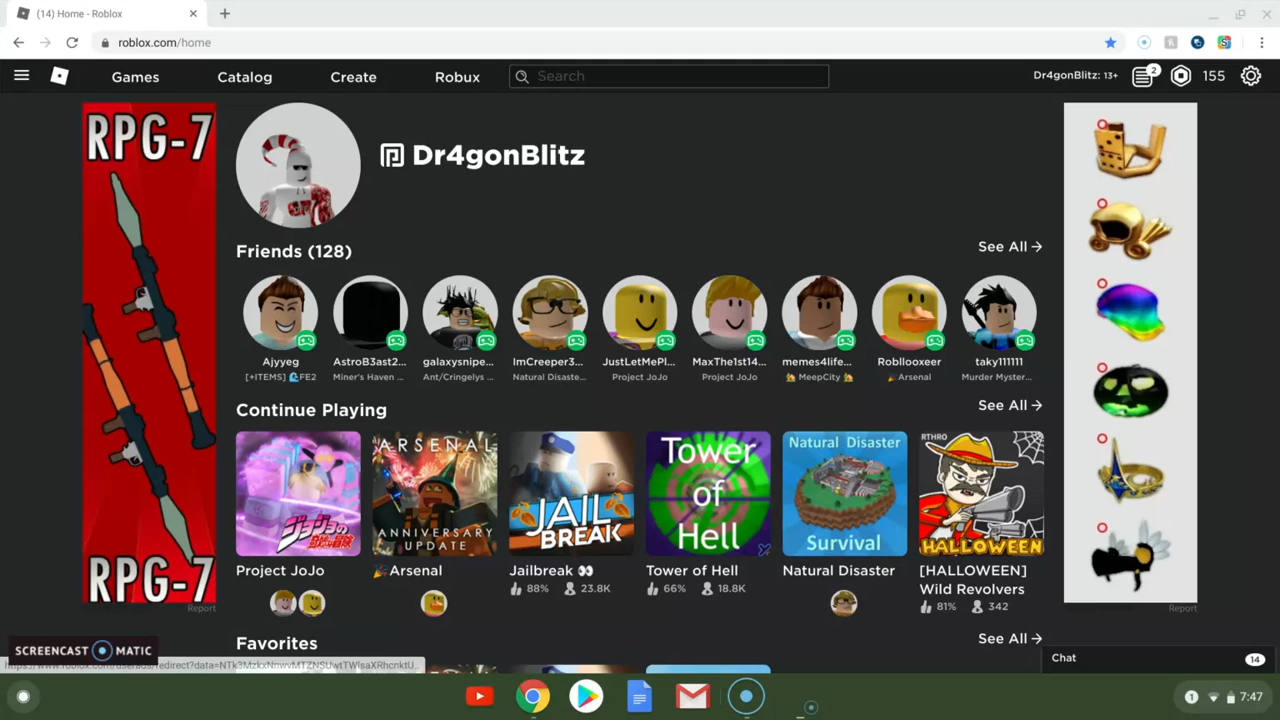 (14) Home - Roblox
roblox.com/home
Games
Catalog
Create
Robux
Search
Dr4gonBlitz: 13+
2
155
RPG-7
RPG-7
Report
Dr4gonBlitz
Friends (128)
See All →
Ajyyeg
AstroB3ast2...
galaxysnipe...
ImCreeper3...
JustLetMePl...
MaxThe1st14...
memes4life...
Robllooxeer
taky111111
[+ITEMS] 🌊FE2
Miner's Haven ...
Ant/Cringelys ...
Natural Disaste...
Project JoJo
Project JoJo
🏡 MeepCity 🏡
🎉Arsenal
Murder Myster...
Continue Playing
See All →
ARSENAL
ANNIVERSARY
UPDATE
JAIL
BREAK
Tower
of
Hell
Natural Disaster
Survival
RTHRO
HALLOWEEN
Project JoJo
🎉Arsenal
Jailbreak 👀
88%
23.8K
Tower of Hell
66%
18.8K
Natural Disaster
[HALLOWEEN]
Wild Revolvers
81%
342
Report
Favorites
See All →
SCREENCAST MATIC
Chat
14
1
7:47